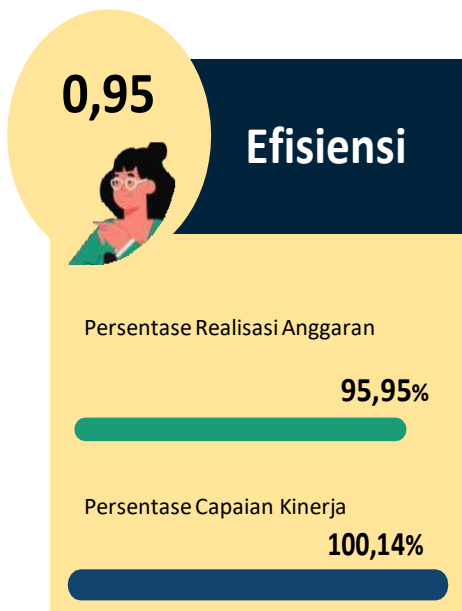 0,95
Efisiensi
Persentase Realisasi Anggaran
95,95%
Persentase Capaian Kinerja
100,14%